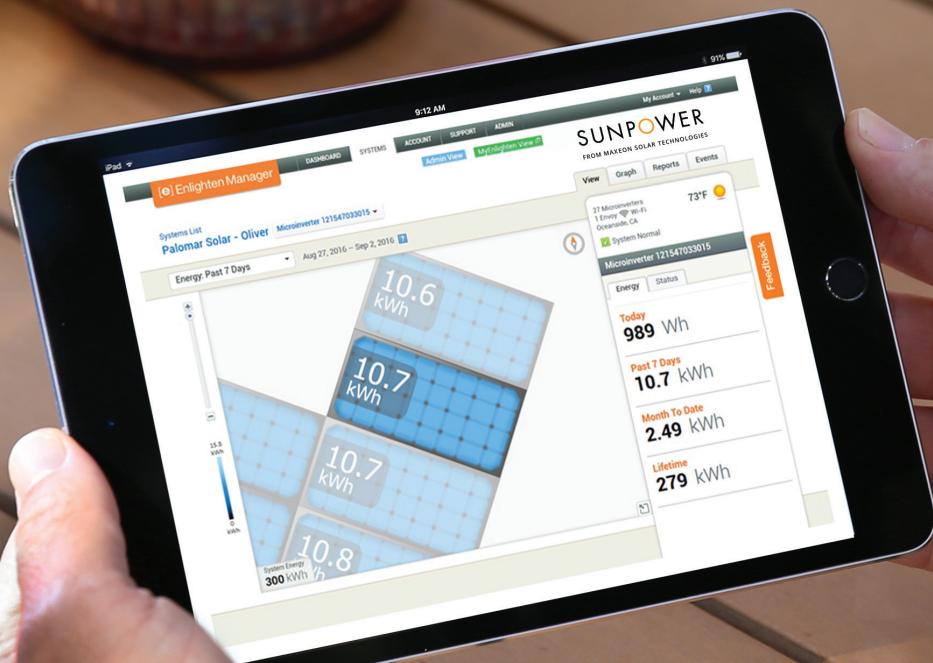 iPad
9:12 AM
91%
[e] Enlighten Manager
DASHBOARD
SYSTEMS
ACCOUNT
SUPPORT
ADMIN
My Account
Help ?
Admin View
MyEnlighten View
SUNPOWER
FROM MAXEON SOLAR TECHNOLOGIES
Systems List
Palomar Solar - Oliver
Microinverter 121547033015
View
Graph
Reports
Events
Energy: Past 7 Days
Aug 27, 2016 – Sep 2, 2016 ?
27 Microinverters
1 Envoy Wi-Fi
Oceanside, CA
73°F
System Normal
Microinverter 121547033015
Energy
Status
Today
989 Wh
Past 7 Days
10.7 kWh
Month To Date
2.49 kWh
Lifetime
279 kWh
Feedback
10.6
kWh
10.7
kWh
10.7
kWh
10.8
kWh
15.8
kWh
0
kWh
System Energy
300 kWh